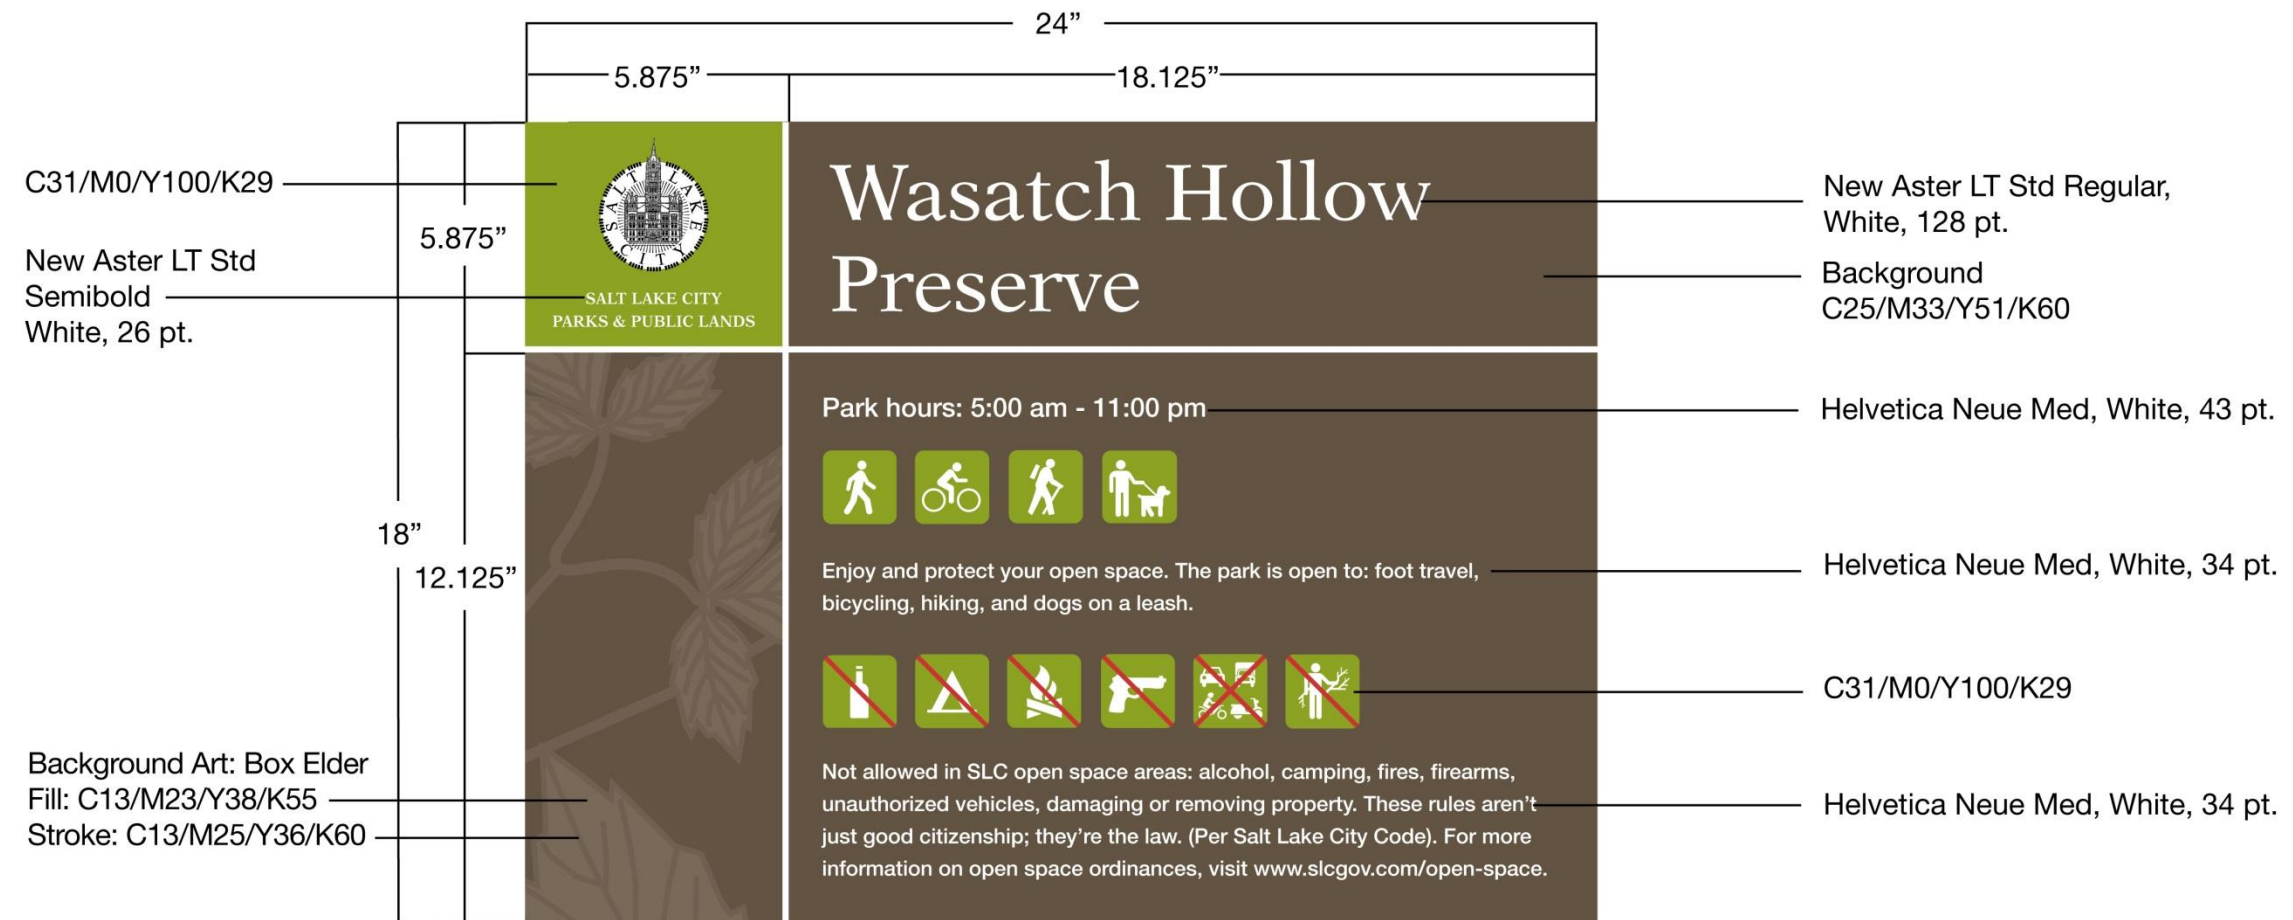 24”
5.875”
18.125”
C31/M0/Y100/K29
New Aster LT Std
Semibold
White, 26 pt.
5.875”
18”
12.125”
Background Art: Box Elder
Fill: C13/M23/Y38/K55
Stroke: C13/M25/Y36/K60
SALT LAKE CITY
SALT LAKE CITY
PARKS & PUBLIC LANDS
Wasatch Hollow
Preserve
Park hours: 5:00 am - 11:00 pm
Enjoy and protect your open space. The park is open to: foot travel,
bicycling, hiking, and dogs on a leash.
Not allowed in SLC open space areas: alcohol, camping, fires, firearms,
unauthorized vehicles, damaging or removing property. These rules aren’t
just good citizenship; they’re the law. (Per Salt Lake City Code). For more
information on open space ordinances, visit www.slcgov.com/open-space.
New Aster LT Std Regular,
White, 128 pt.
Background
C25/M33/Y51/K60
Helvetica Neue Med, White, 43 pt.
Helvetica Neue Med, White, 34 pt.
C31/M0/Y100/K29
Helvetica Neue Med, White, 34 pt.